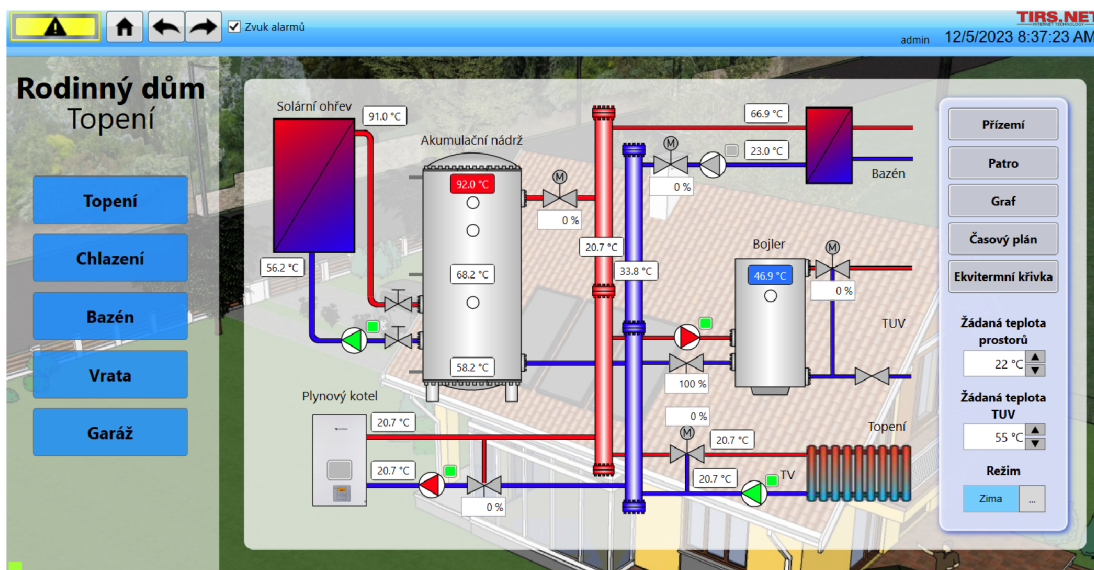 Zvuk alarmů
TIRS.NET
INTERNET TECHNOLOGY
admin
12/5/2023 8:37:23 AM
Rodinný dům
Topení
Topení
Chlazení
Bazén
Vrata
Garáž
Solární ohřev
91.0 °C
56.2 °C
Akumulační nádrž
92.0 °C
68.2 °C
58.2 °C
M
0 %
20.7 °C
33.8 °C
66.9 °C
M
23.0 °C
0 %
Bazén
Bojler
46.9 °C
M
0 %
TUV
100 %
Plynový kotel
20.7 °C
20.7 °C
0 %
0 %
M
20.7 °C
20.7 °C
TV
Topení
Přízemí
Patro
Graf
Časový plán
Ekvitermní křivka
Žádaná teplota
prostorů
22 °C
Žádaná teplota
TUV
55 °C
Režim
Zima
...